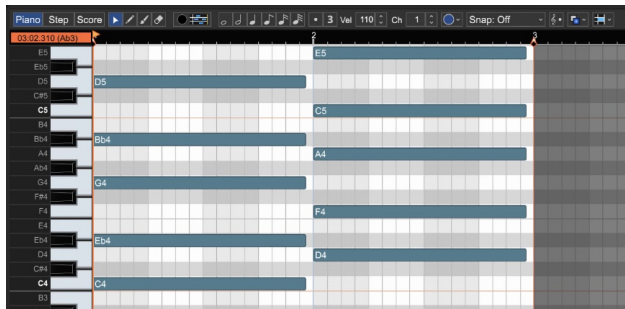 Piano Step Score 3 Vel 110 Ch 1 Snap: Off
03:02.310 (Ab3) 2 3
E5 E5
Eb5
D5 D5
C#5
C5 C5
B4
Bb4 Bb4
A4 A4
Ab4
G4 G4
F#4
F4 F4
E4
Eb4 Eb4
D4 D4
C#4
C4 C4
B3